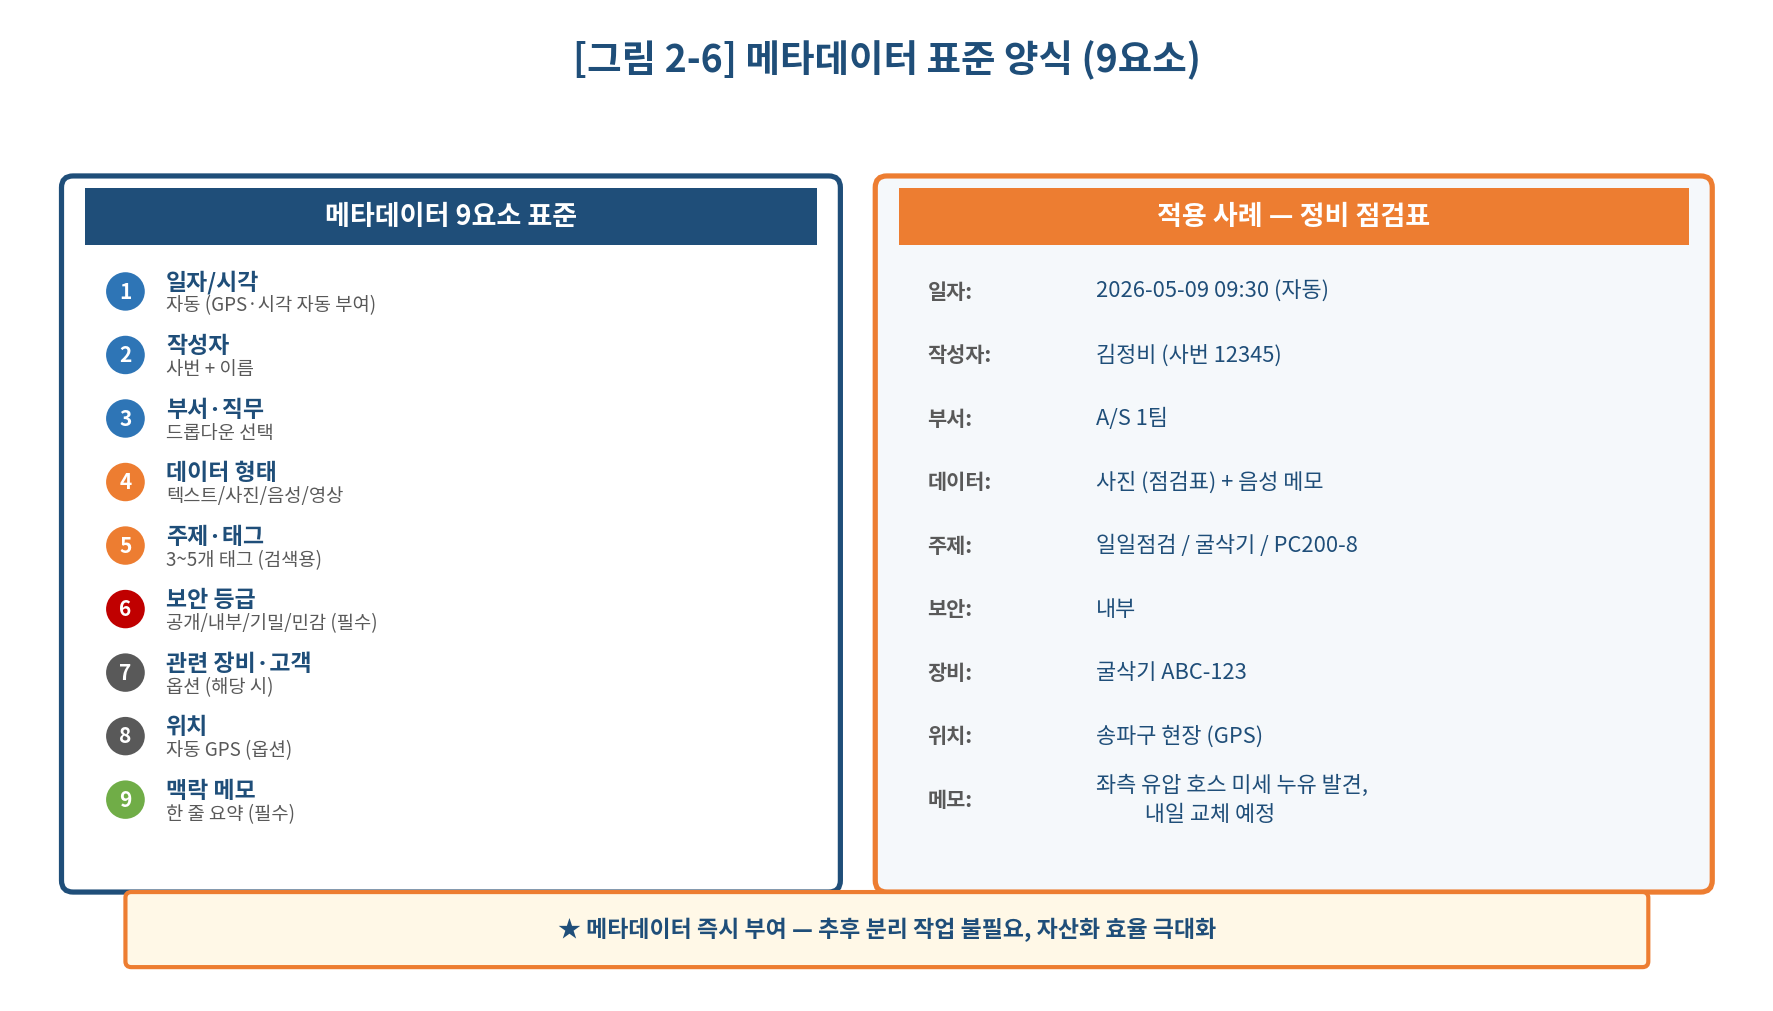 [그림 2-6] 메타데이터 표준 양식 (9요소)
메타데이터 9요소 표준
1
일자/시각
자동 (GPS·시각 자동 부여)
2
작성자
사번 + 이름
3
부서·직무
드롭다운 선택
4
데이터 형태
텍스트/사진/음성/영상
5
주제·태그
3~5개 태그 (검색용)
6
보안 등급
공개/내부/기밀/민감 (필수)
7
관련 장비·고객
옵션 (해당 시)
8
위치
자동 GPS (옵션)
9
맥락 메모
한 줄 요약 (필수)
적용 사례 — 정비 점검표
일자: 2026-05-09 09:30 (자동)
작성자: 김정비 (사번 12345)
부서: A/S 1팀
데이터: 사진 (점검표) + 음성 메모
주제: 일일점검 / 굴삭기 / PC200-8
보안: 내부
장비: 굴삭기 ABC-123
위치: 송파구 현장 (GPS)
메모: 좌측 유압 호스 미세 누유 발견,
내일 교체 예정
★ 메타데이터 즉시 부여 — 추후 분리 작업 불필요, 자산화 효율 극대화